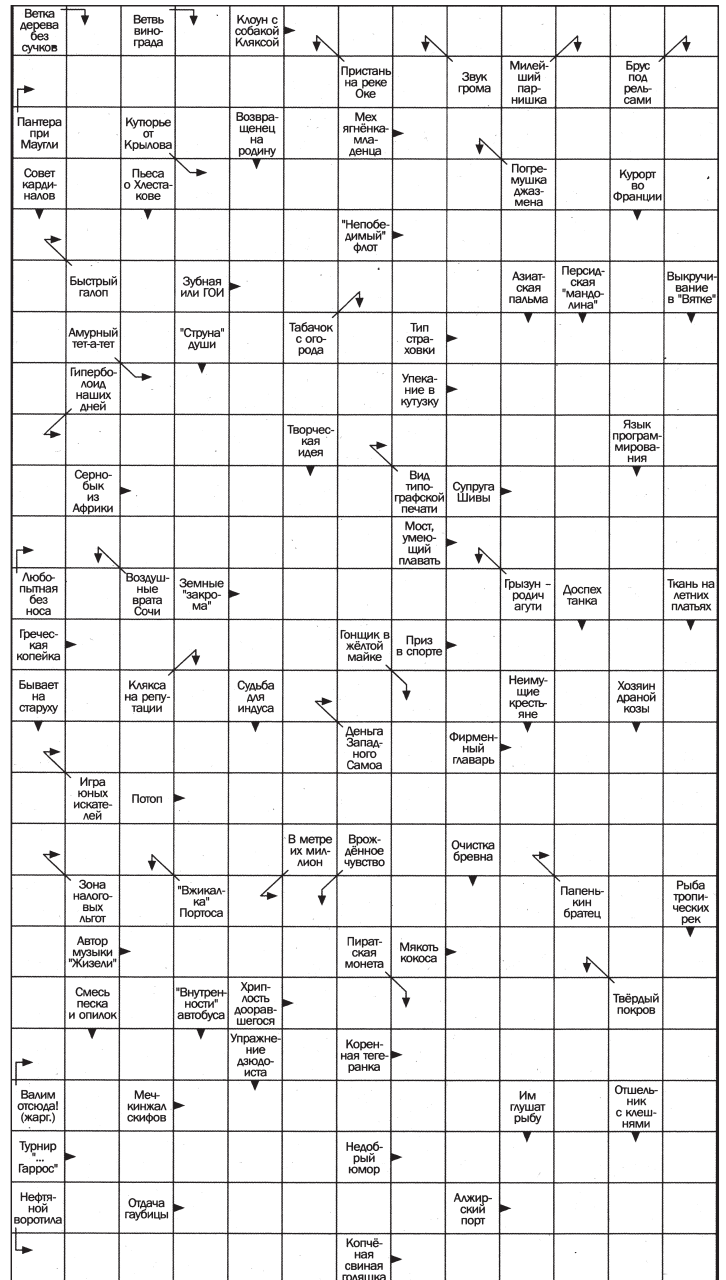 Ветка
дерева
без
сучков
Ветвь
вино-
града
Клоун с
собакой
Кляксой
Пристань
на реке
Оке
Звук
грома
Милей-
ший
пар-
нишка
Брус
под
рель-
сами
Пантера
при
Маугли
Кутюрье
от
Крылова
Возвра-
щенец
на
родину
Мех
ягнёнка-
мла-
денца
Совет
карди-
налов
Пьеса
о Хлеста-
кове
Погре-
мушка
джаз-
мена
Курорт
во
Франции
"Непобе-
димый"
флот
Быстрый
галоп
Зубная
или ГОИ
Азиат-
ская
пальма
Персид-
ская
"мандо-
лина"
Выкручи-
вание
в "Вятке"
Амурный
тет-а-тет
"Струна"
души
Табачок
с ого-
рода
Тип
стра-
ховки
Гипербо-
лоид
наших
дней
Упека-
ние в
кутузку
Творчес-
кая
идея
Язык
програм-
мирова-
ния
Серно-
бык
из
Африки
Вид
типо-
графской
печати
Супруга
Шивы
Мост,
умею-
щий
плавать
Любо-
пытная
без
носа
Воздуш-
ные
врата
Сочи
Земные
"закро-
ма"
Грызун –
родич
агути
Доспех
танка
Ткань на
летних
платьях
Гречес-
кая
копейка
Гонщик в
жёлтой
майке
Приз
в спорте
Бывает
на
старуху
Клякса
на репу-
тации
Судьба
для
индуса
Деньга
Запад-
ного
Самоа
Неиму-
щие
кресть-
яне
Хозяин
драной
козы
Фирмен-
ный
главарь
Игра
юных
искате-
лей
Потоп
В метре
их мил-
лион
Врож-
дённое
чувство
Очистка
бревна
Зона
налого-
вых
льгот
"Вжикал-
ка"
Портоса
Папень-
кин
братец
Рыба
тропи-
ческих
рек
Автор
музыки
"Жизели"
Пират-
ская
монета
Мякоть
кокоса
Смесь
песка
и опилок
"Внутрен-
ности"
автобуса
Хрип-
лость
дооравшегося
Твёрдый
покров
Упражне-
ние
дзюдо-
иста
Корен-
ная теге-
ранка
Валим
отсюда!
(жарг.)
Меч-
кинжал
скифов
Им
глушат
рыбу
Отшель-
ник
с клеш-
нями
Турнир
"...
Гаррос"
Недоб-
рый
юмор
Нефтя-
ной
воротила
Отдача
гаубицы
Алжир-
ский
порт
Копчё-
ная
свиная
голяшка